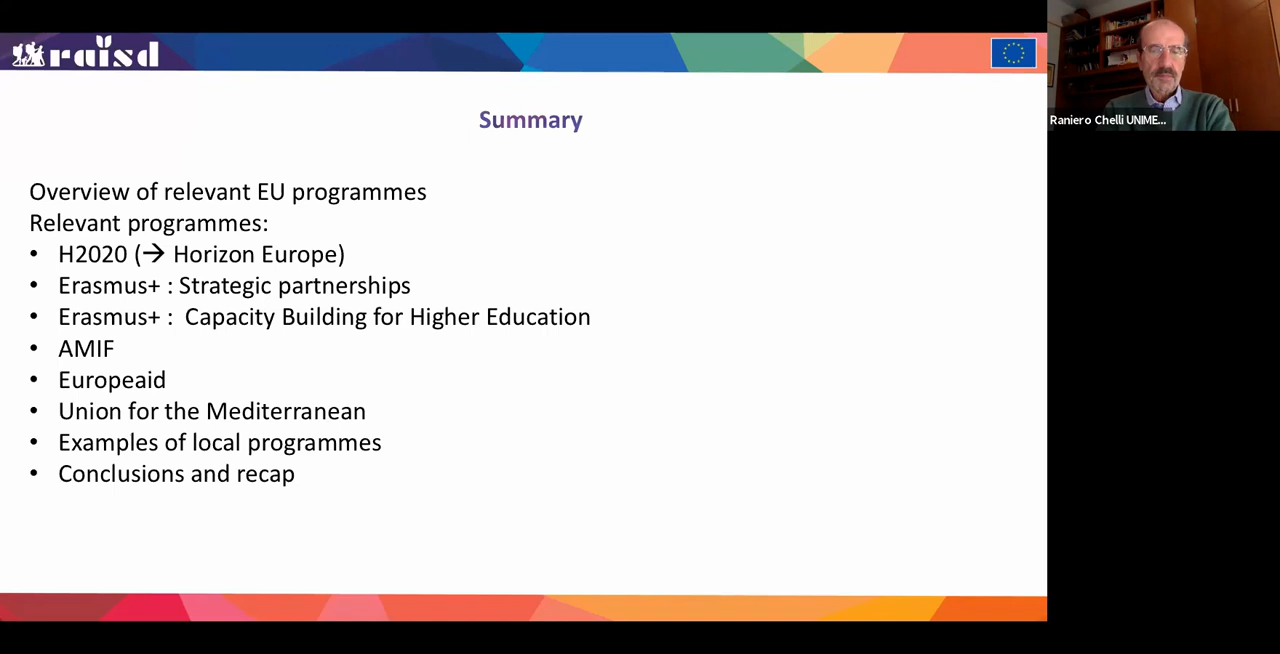 raisd
Summary
Overview of relevant EU programmes
Relevant programmes:
• H2020 (→ Horizon Europe)
• Erasmus+ : Strategic partnerships
• Erasmus+ :  Capacity Building for Higher Education
• AMIF
• Europeaid
• Union for the Mediterranean
• Examples of local programmes
• Conclusions and recap
Raniero Chelli UNIME...